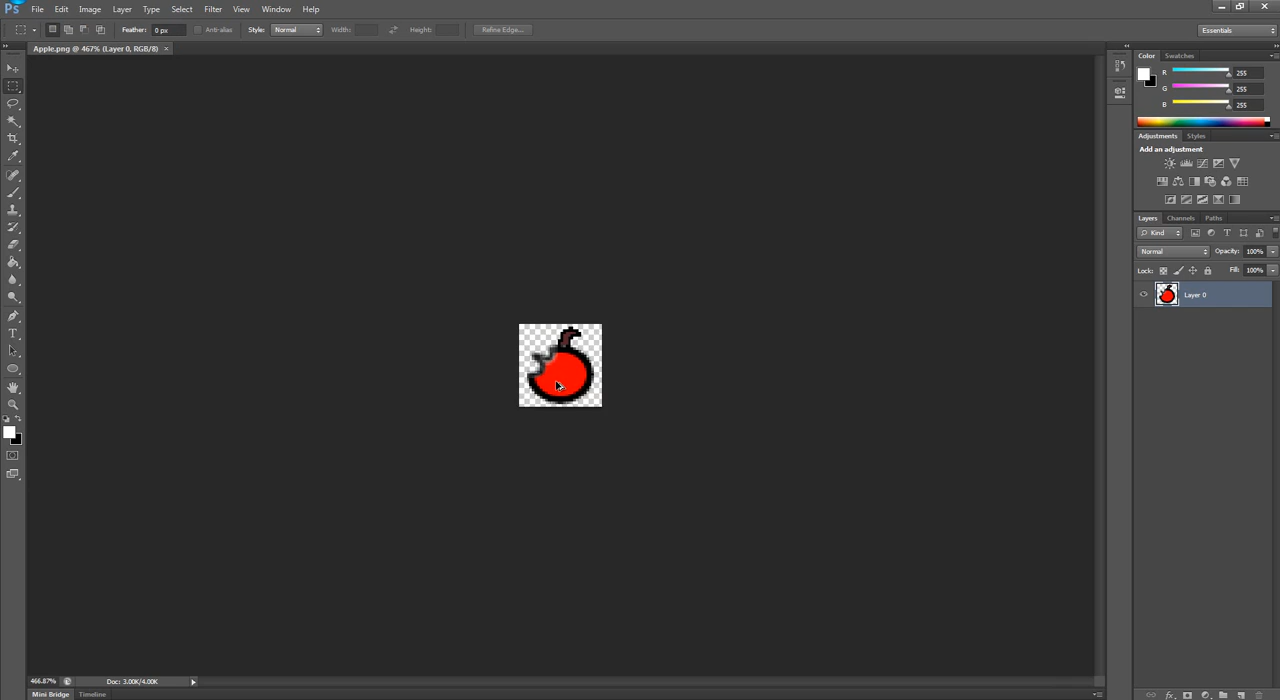 Ps File Edit Image Layer Type Select Filter View Window Help
Feather: 0 px Anti-alias Style: Normal Width: Height: Refine Edge... Essentials
Apple.png @ 467% (Layer 0, RGB/8) ×
Color Swatches
R 255
G 255
B 255
Adjustments Styles
Add an adjustment
Layers Channels Paths
Kind
Normal Opacity: 100%
Lock: Fill: 100%
Layer 0
466.87% Doc: 3.00K/4.00K
Mini Bridge Timeline